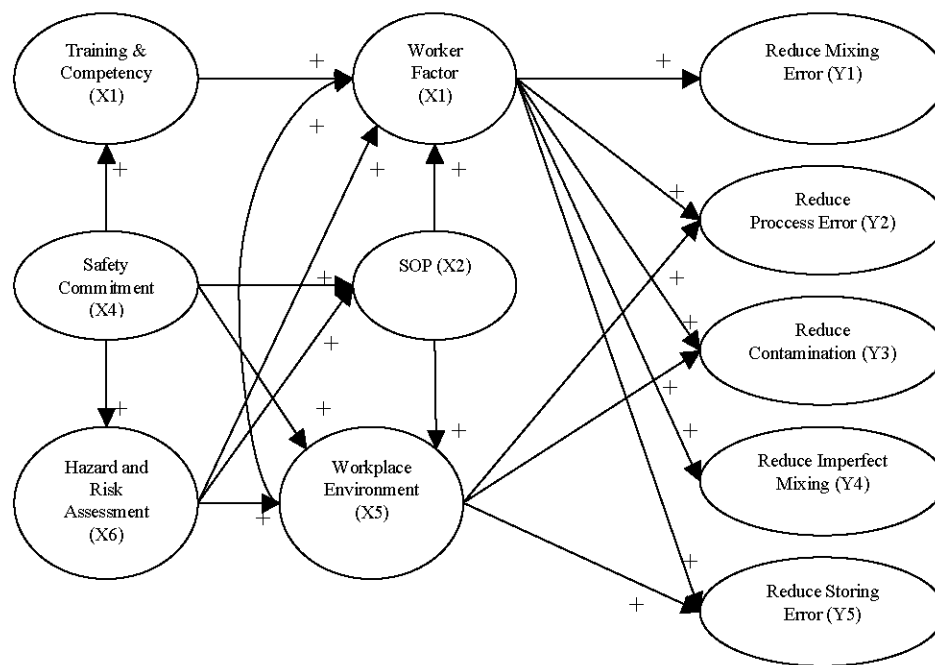 Training &
Competency
(X1)
Worker
Factor
(X1)
Reduce Mixing
Error (Y1)
+
+
+
+
+
+
+
Reduce
Proccess Error (Y2)
+
Safety
Commitment
(X4)
SOP (X2)
+
+
+
+
Reduce
Contamination (Y3)
+
+
+
+
+
Hazard and
Risk
Assessment
(X6)
Workplace
Environment
(X5)
Reduce Imperfect
Mixing (Y4)
+
+
+
Reduce Storing
Error (Y5)
+